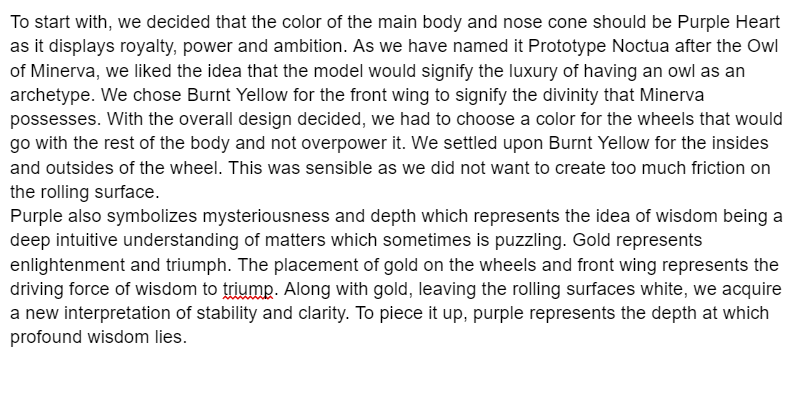 To start with, we decided that the color of the main body and nose cone should be Purple Heart
as it displays royalty, power and ambition. As we have named it Prototype Noctua after the Owl
of Minerva, we liked the idea that the model would signify the luxury of having an owl as an
archetype. We chose Burnt Yellow for the front wing to signify the divinity that Minerva
possesses. With the overall design decided, we had to choose a color for the wheels that would
go with the rest of the body and not overpower it. We settled upon Burnt Yellow for the insides
and outsides of the wheel. This was sensible as we did not want to create too much friction on
the rolling surface.
Purple also symbolizes mysteriousness and depth which represents the idea of wisdom being a
deep intuitive understanding of matters which sometimes is puzzling. Gold represents
enlightenment and triumph. The placement of gold on the wheels and front wing represents the
driving force of wisdom to triump. Along with gold, leaving the rolling surfaces white, we acquire
a new interpretation of stability and clarity. To piece it up, purple represents the depth at which
profound wisdom lies.